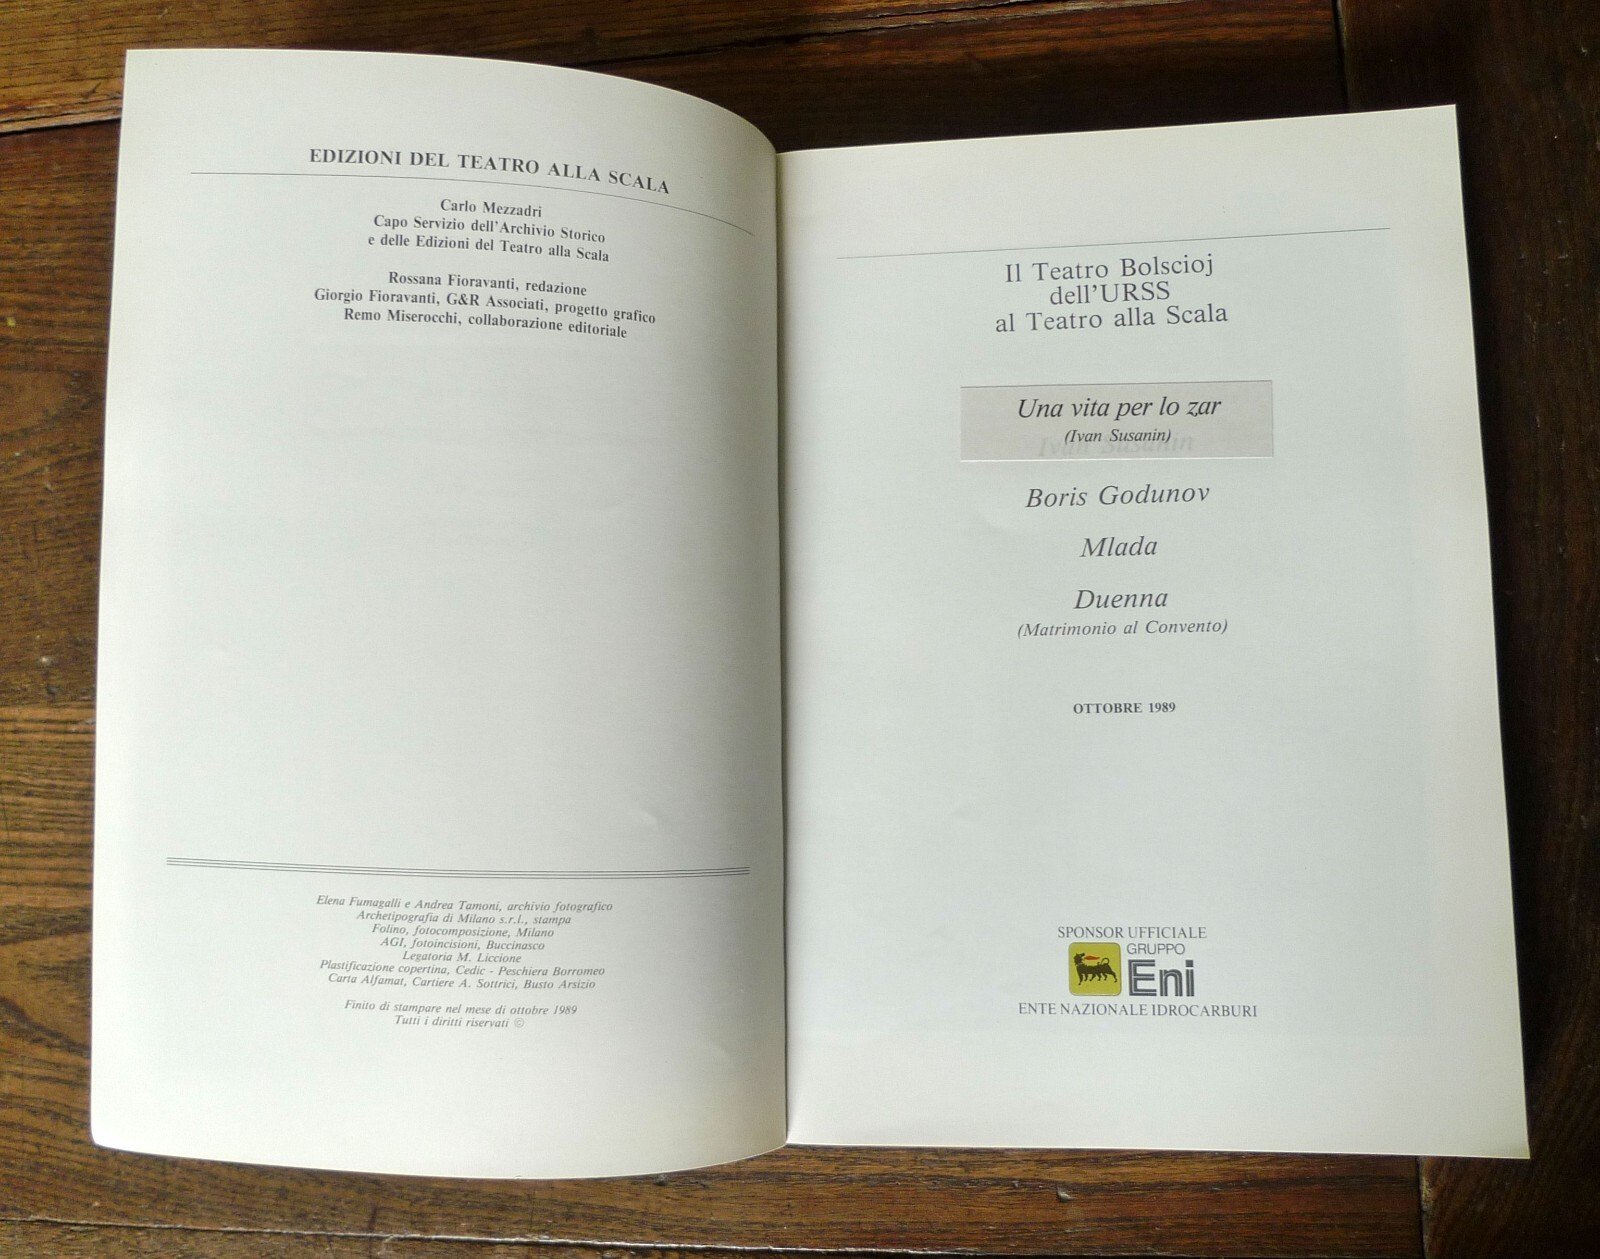 EDIZIONI DEL TEATRO ALLA SCALA
Carlo Mezzadri
Capo Servizio dell'Archivio Storico
e delle Edizioni del Teatro alla Scala
Rossana Fioravanti, redazione
Giorgio Fioravanti, G&R Associati, progetto grafico
Remo Miserocchi, collaborazione editoriale
Elena Fumagalli e Andrea Tamoni, archivio fotografico
Archetipografia di Milano s.r.l., stampa
Folino, fotocomposizione, Milano
AGI, fotoincisioni, Buccinasco
Legatoria M. Liccione
Plastificazione copertina, Cedic - Peschiera Borromeo
Carta Alfamat, Cartiere A. Sottrici, Busto Arsizio
Finito di stampare nel mese di ottobre 1989
Tutti i diritti riservati ©
Il Teatro Bolscioj
dell'URSS
al Teatro alla Scala
Una vita per lo zar
(Ivan Susanin)
Ivan Susanin
Boris Godunov
Mlada
Duenna
(Matrimonio al Convento)
OTTOBRE 1989
SPONSOR UFFICIALE
GRUPPO
Eni
ENTE NAZIONALE IDROCARBURI